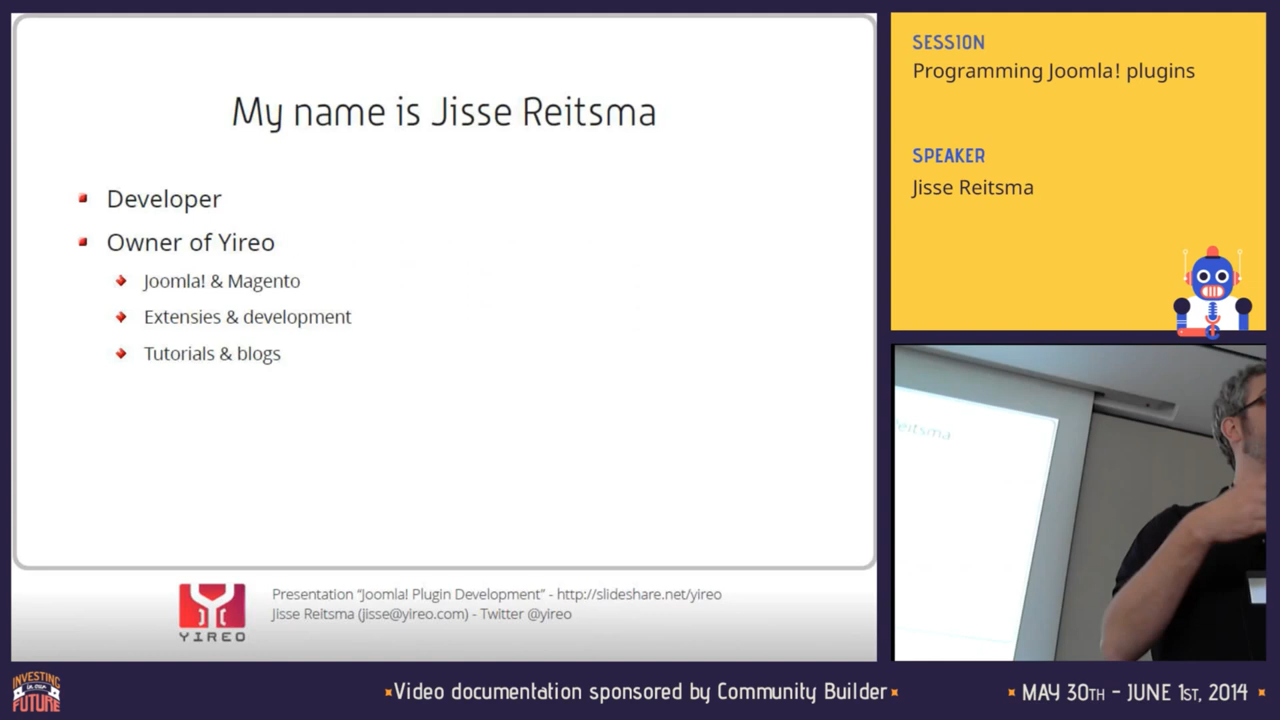 My name is Jisse Reitsma
Developer
Owner of Yireo
Joomla! & Magento
Extensies & development
Tutorials & blogs
YIREO
Presentation “Joomla! Plugin Development” - http://slideshare.net/yireo
Jisse Reitsma (jisse@yireo.com) - Twitter @yireo
SESSION
Programming Joomla! plugins
SPEAKER
Jisse Reitsma
Reitsma
INVESTING
IN OUR
FUTURE
Video documentation sponsored by Community Builder
MAY 30TH - JUNE 1ST, 2014